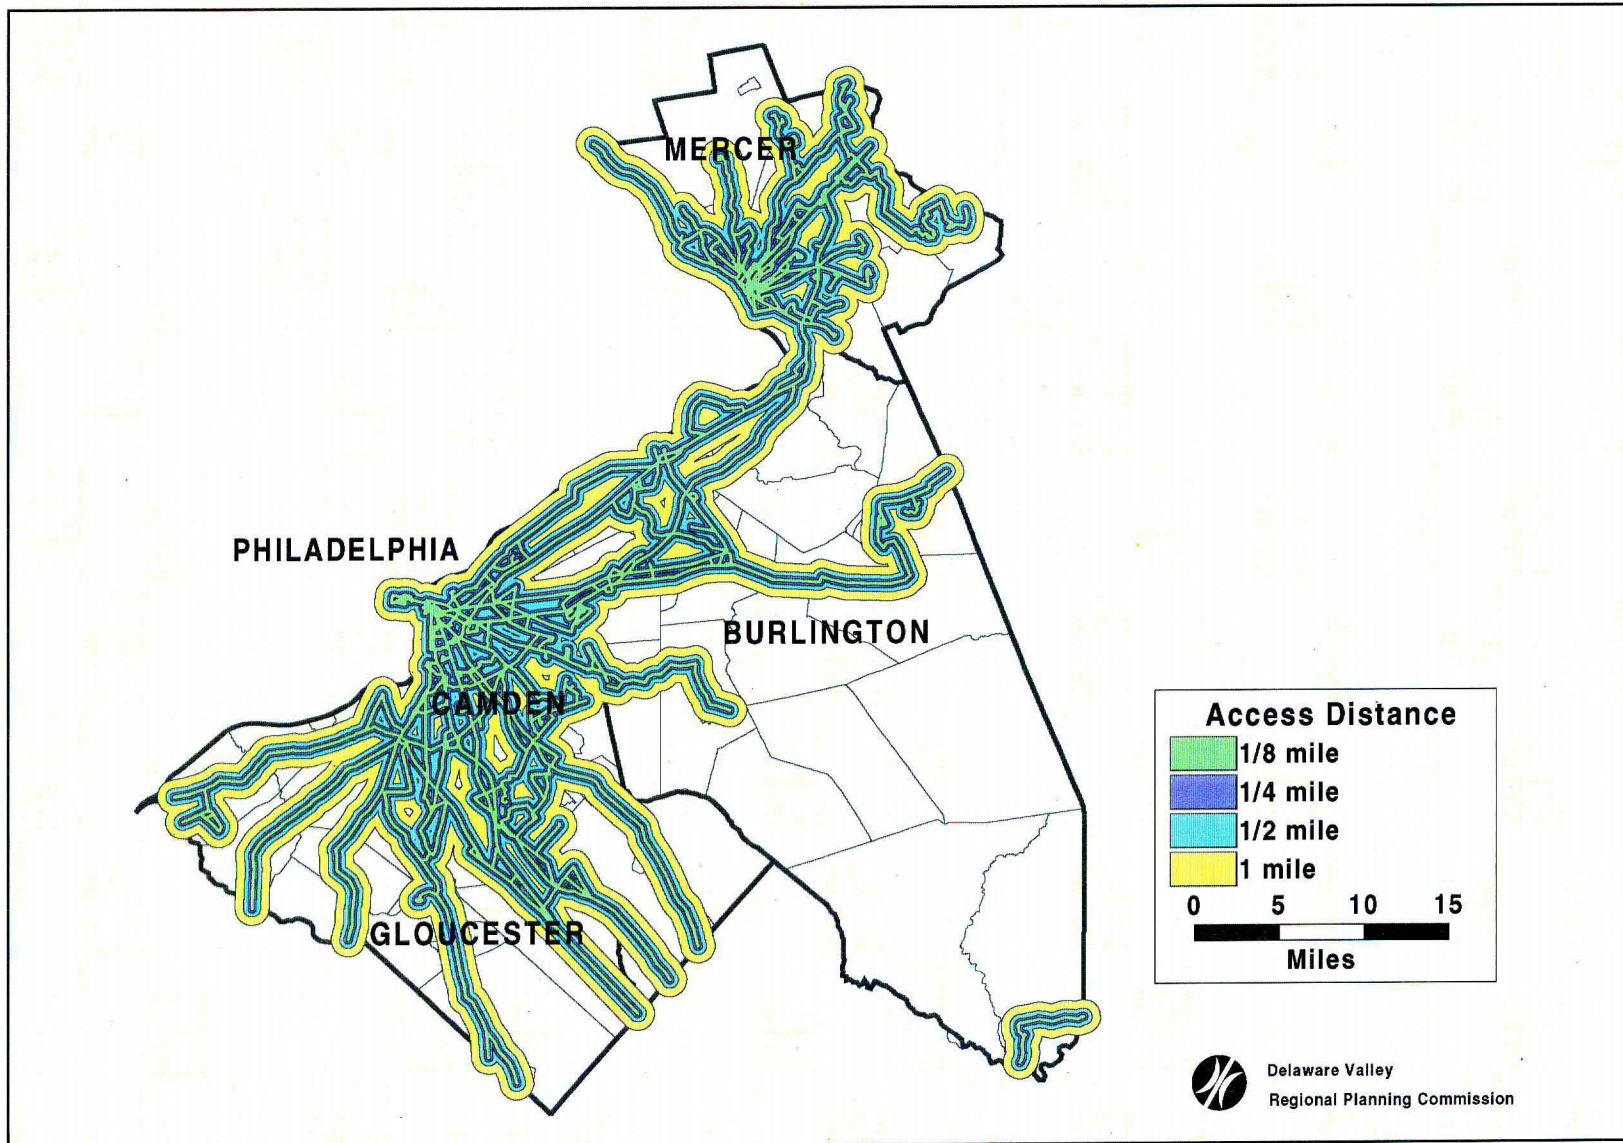 MERCER
PHILADELPHIA
BURLINGTON
CAMDEN
GLOUCESTER
Access Distance
1/8 mile
1/4 mile
1/2 mile
1 mile
0 5 10 15
Miles
Delaware Valley
Regional Planning Commission